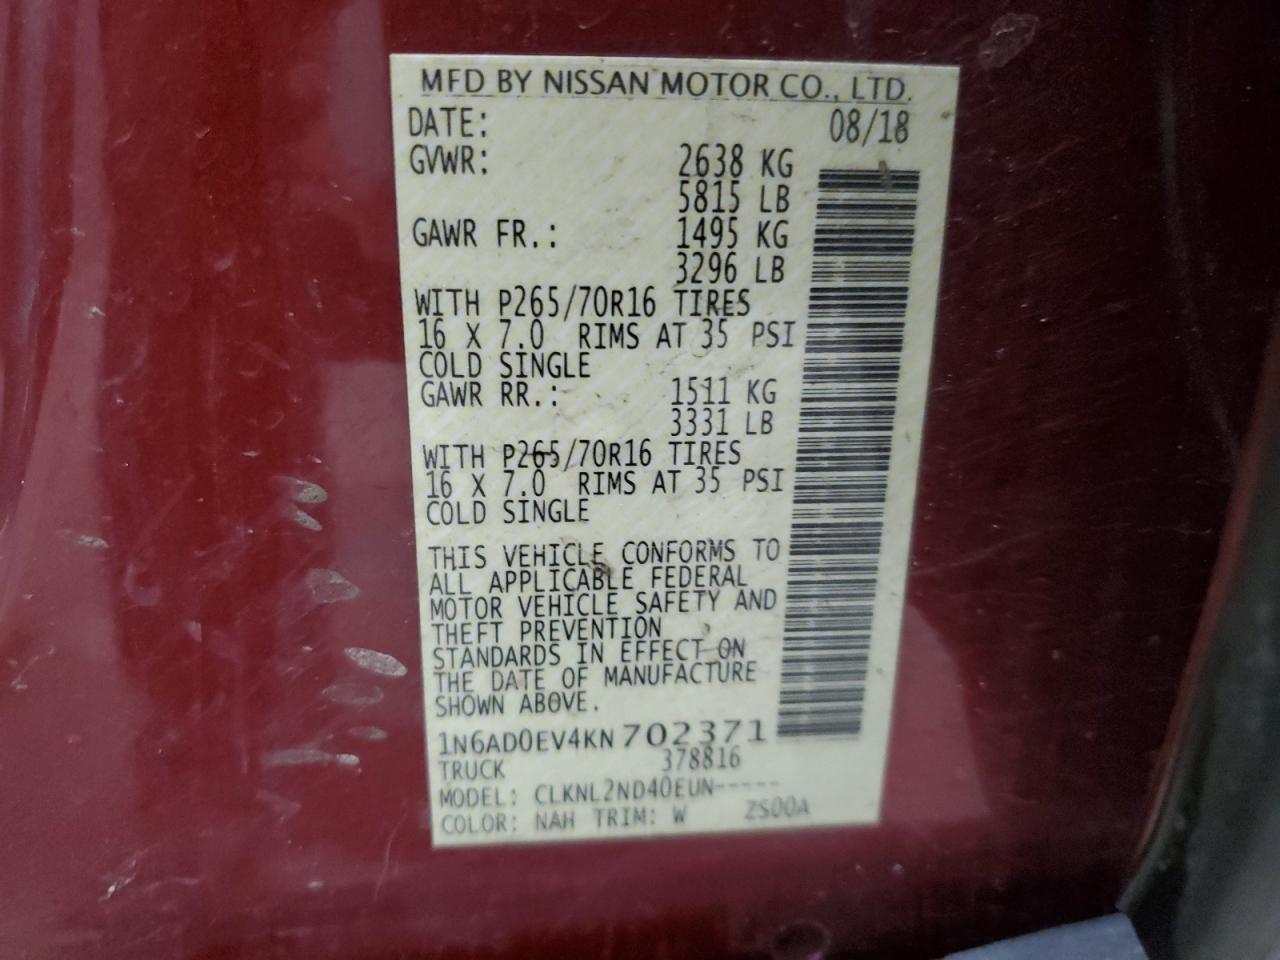 MFD BY NISSAN MOTOR CO., LTD.
DATE: 08/18
GVWR: 2638 KG
5815 LB
GAWR FR.: 1495 KG
3296 LB
WITH P265/70R16 TIRES
16 X 7.0 RIMS AT 35 PSI
COLD SINGLE
GAWR RR.: 1511 KG
3331 LB
WITH P265/70R16 TIRES
16 X 7.0 RIMS AT 35 PSI
COLD SINGLE
THIS VEHICLE CONFORMS TO
ALL APPLICABLE FEDERAL
MOTOR VEHICLE SAFETY AND
THEFT PREVENTION
STANDARDS IN EFFECT ON
THE DATE OF MANUFACTURE
SHOWN ABOVE.
1N6AD0EV4KN702371
TRUCK 378816
MODEL: CLKNL2ND40EUN-----
COLOR: NAH TRIM: W ZS00A